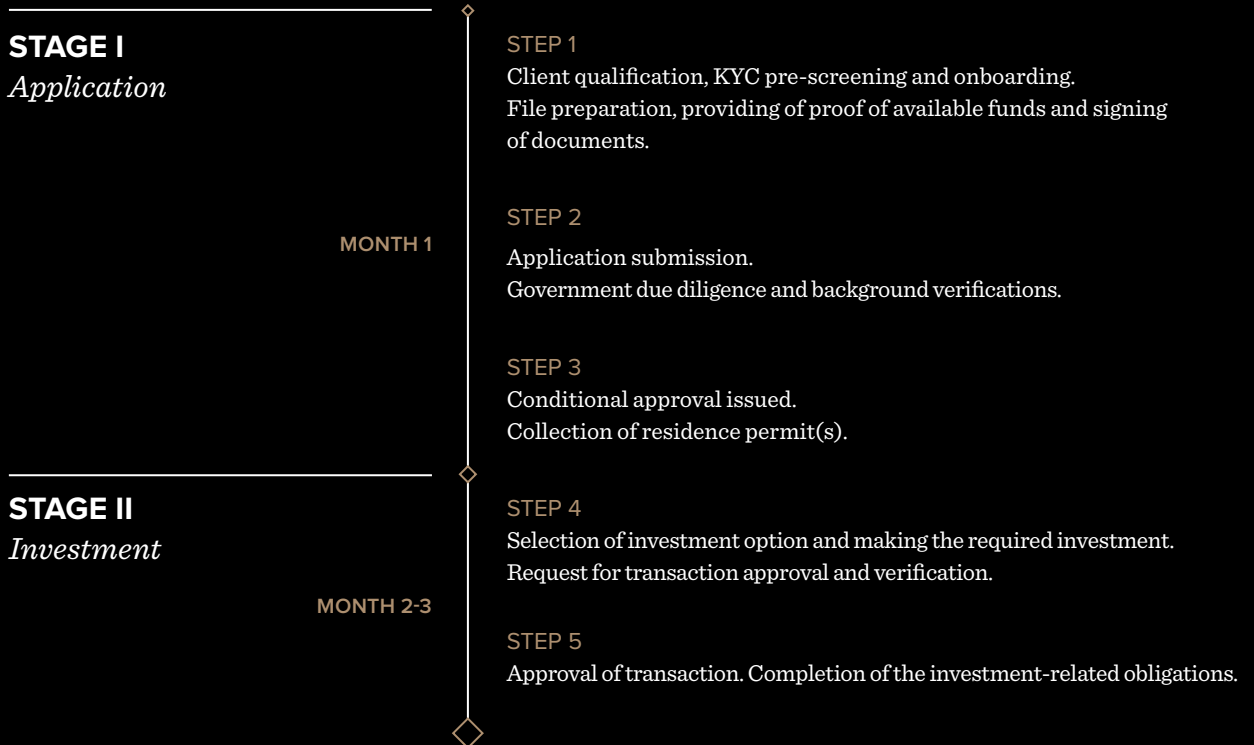 STAGE I
Application
STEP 1
Client qualification, KYC pre-screening and onboarding.
File preparation, providing of proof of available funds and signing
of documents.
MONTH 1
STEP 2
Application submission.
Government due diligence and background verifications.
STEP 3
Conditional approval issued.
Collection of residence permit(s).
STAGE II
Investment
MONTH 2-3
STEP 4
Selection of investment option and making the required investment.
Request for transaction approval and verification.
STEP 5
Approval of transaction. Completion of the investment-related obligations.